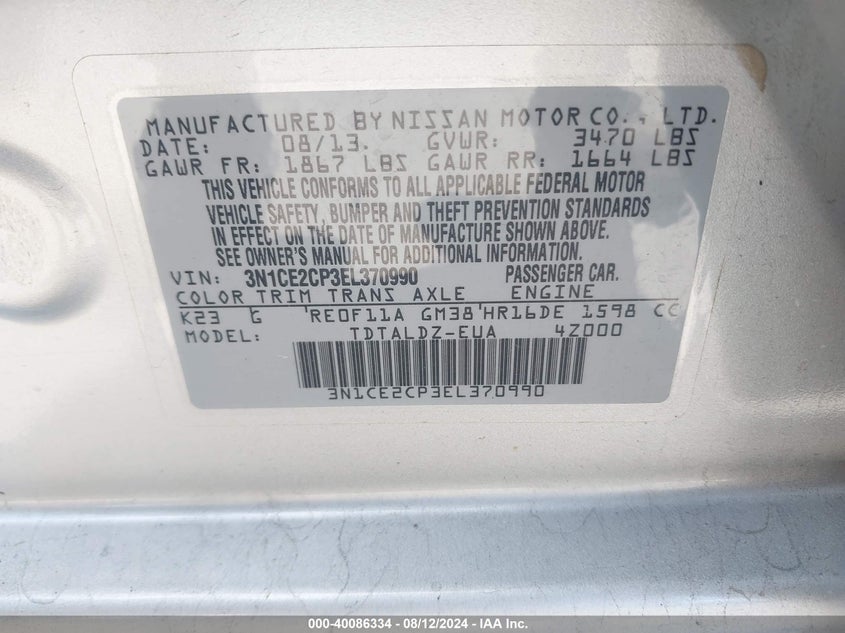 MANUFACTURED BY NISSAN MOTOR CO., LTD.
DATE: 08/13. GVWR: 3470 LBS
GAWR FR: 1867 LBS GAWR RR: 1664 LBS
THIS VEHICLE CONFORMS TO ALL APPLICABLE FEDERAL MOTOR
VEHICLE SAFETY, BUMPER AND THEFT PREVENTION STANDARDS
IN EFFECT ON THE DATE OF MANUFACTURE SHOWN ABOVE.
SEE OWNER'S MANUAL FOR ADDITIONAL INFORMATION.
VIN: 3N1CE2CP3EL370990 PASSENGER CAR.
COLOR TRIM TRANS AXLE ENGINE
K23 G 'RE0F11A GM38'HR16DE 1598 CC
MODEL: TDTALDZ-EUA 4Z000
3N1CE2CP3EL370990
000-40086334 - 08/12/2024 - IAA Inc.